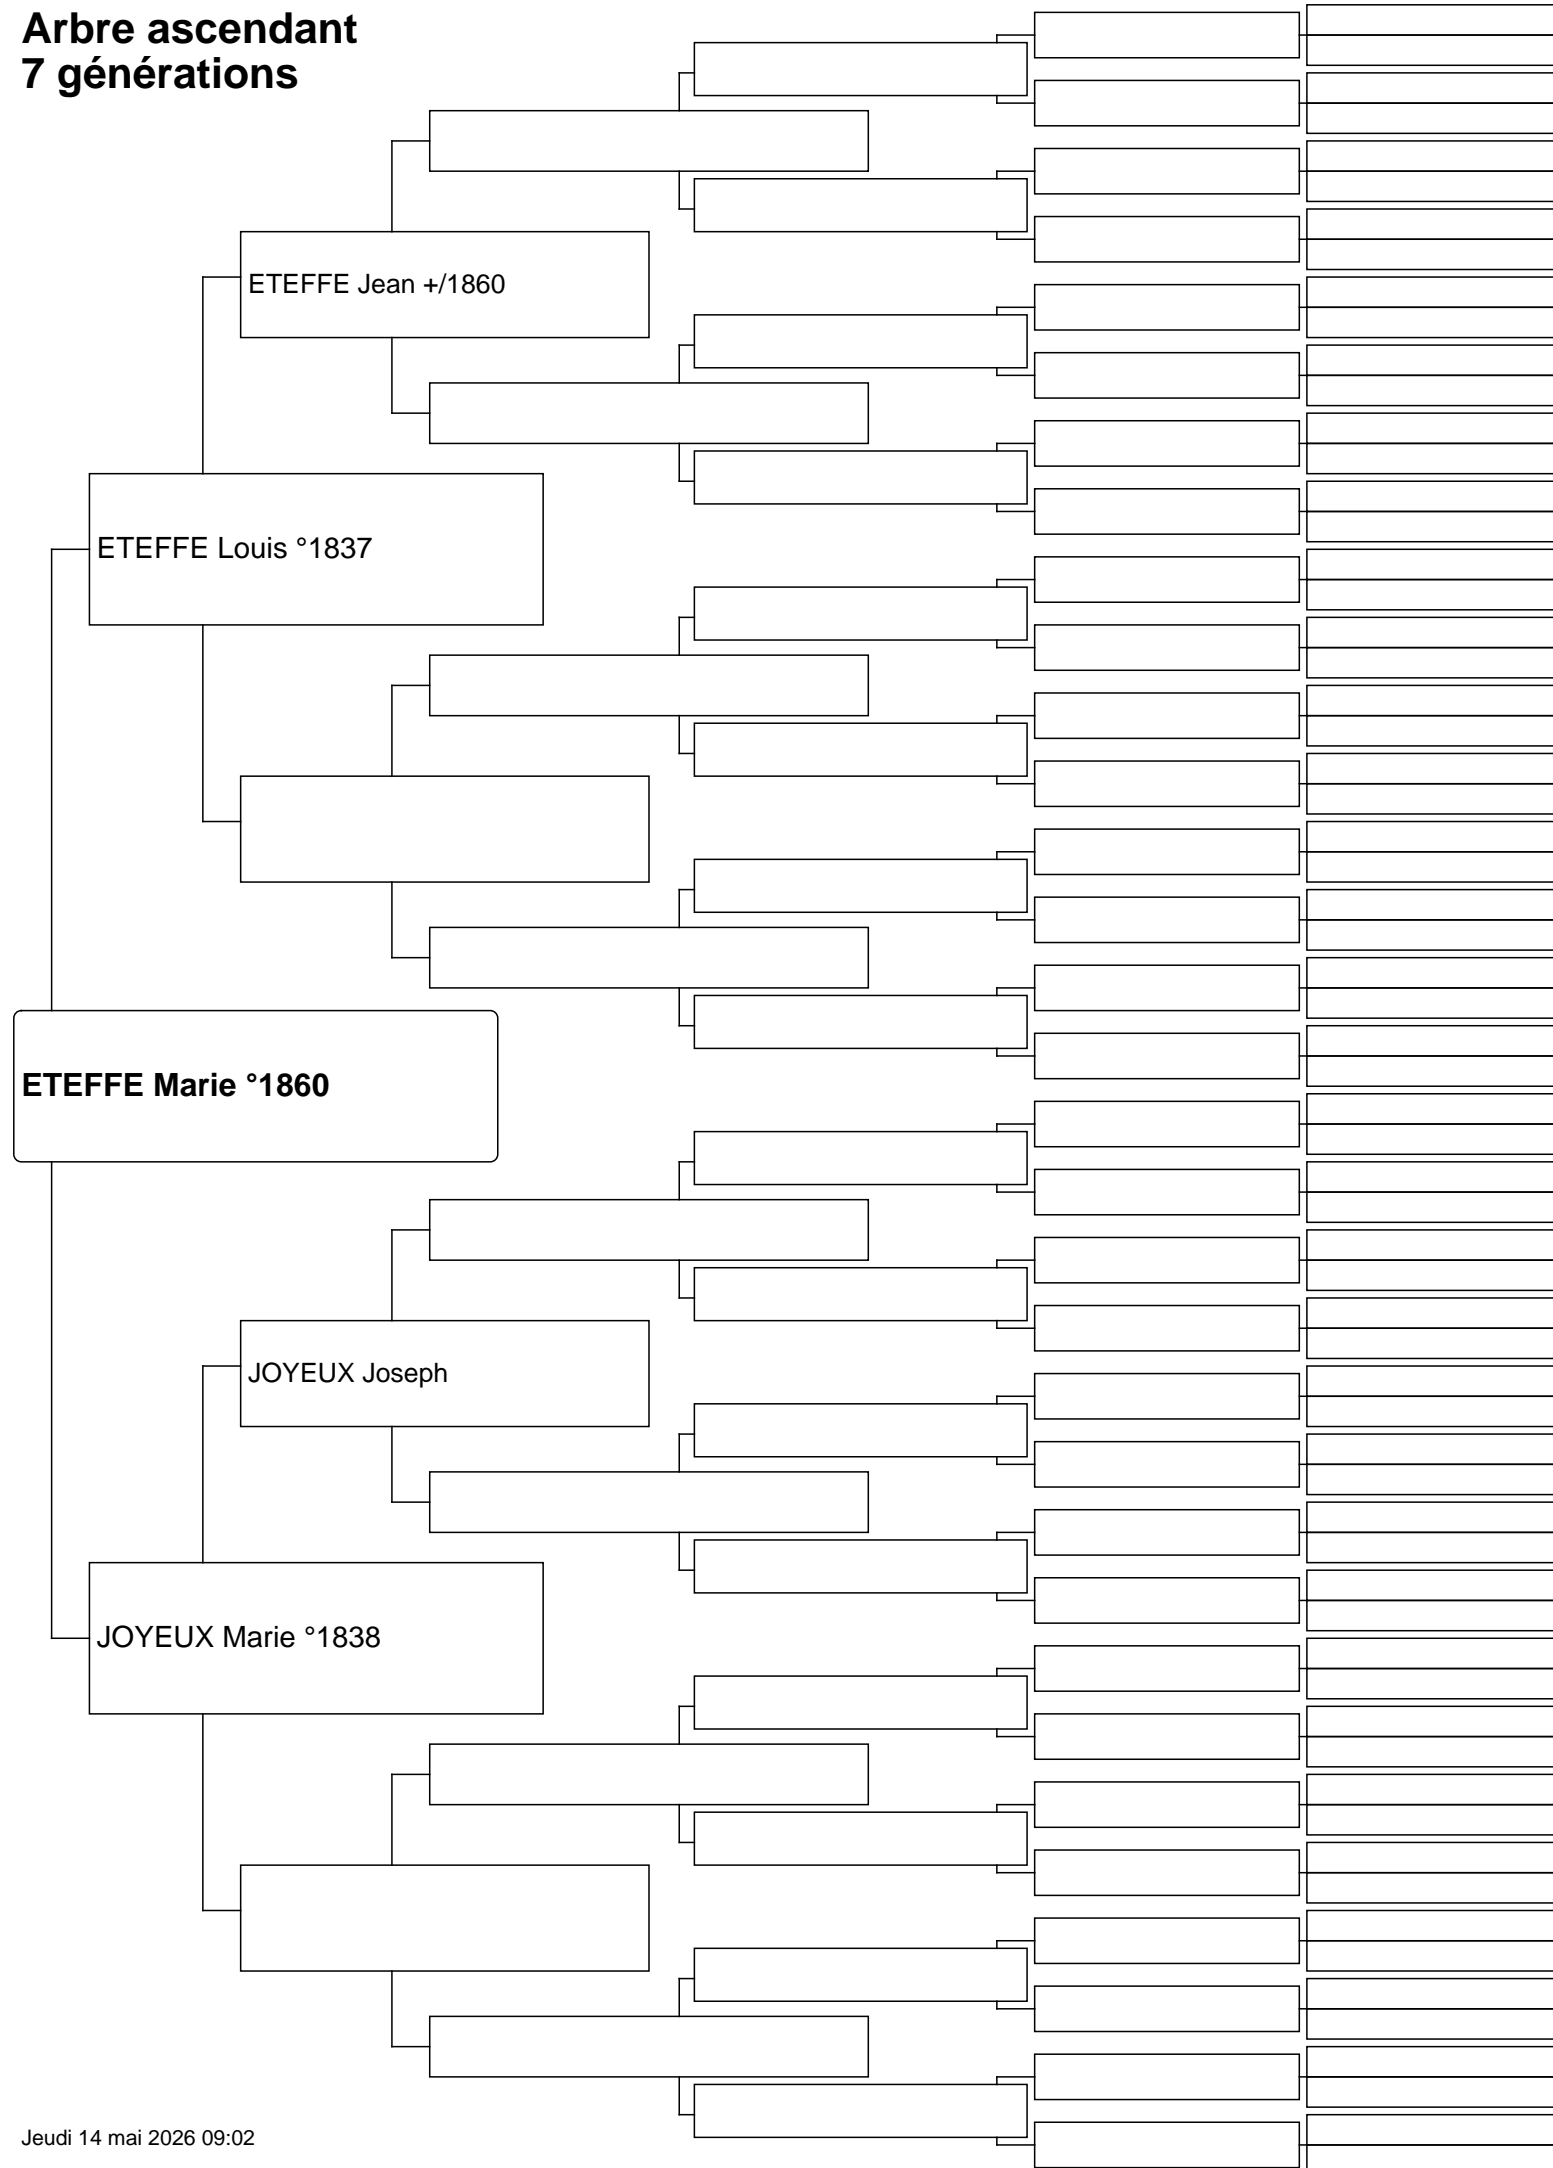 Arbre ascendant
7 générations
ETEFFE Jean +/1860
ETEFFE Louis °1837
ETEFFE Marie °1860
JOYEUX Joseph
JOYEUX Marie °1838
Jeudi 14 mai 2026 09:02